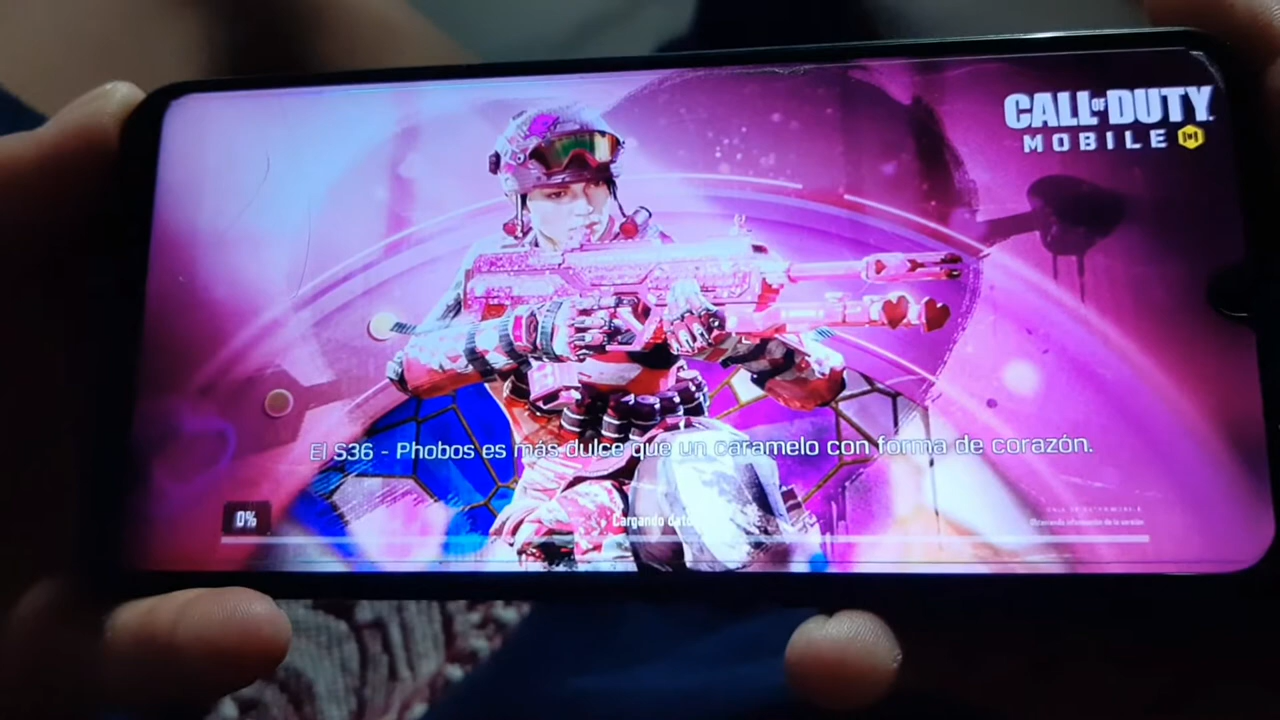 CALL OF DUTY
MOBILE
El S36 - Phobos es más dulce que un caramelo con forma de corazón.
0%
Cargando dato